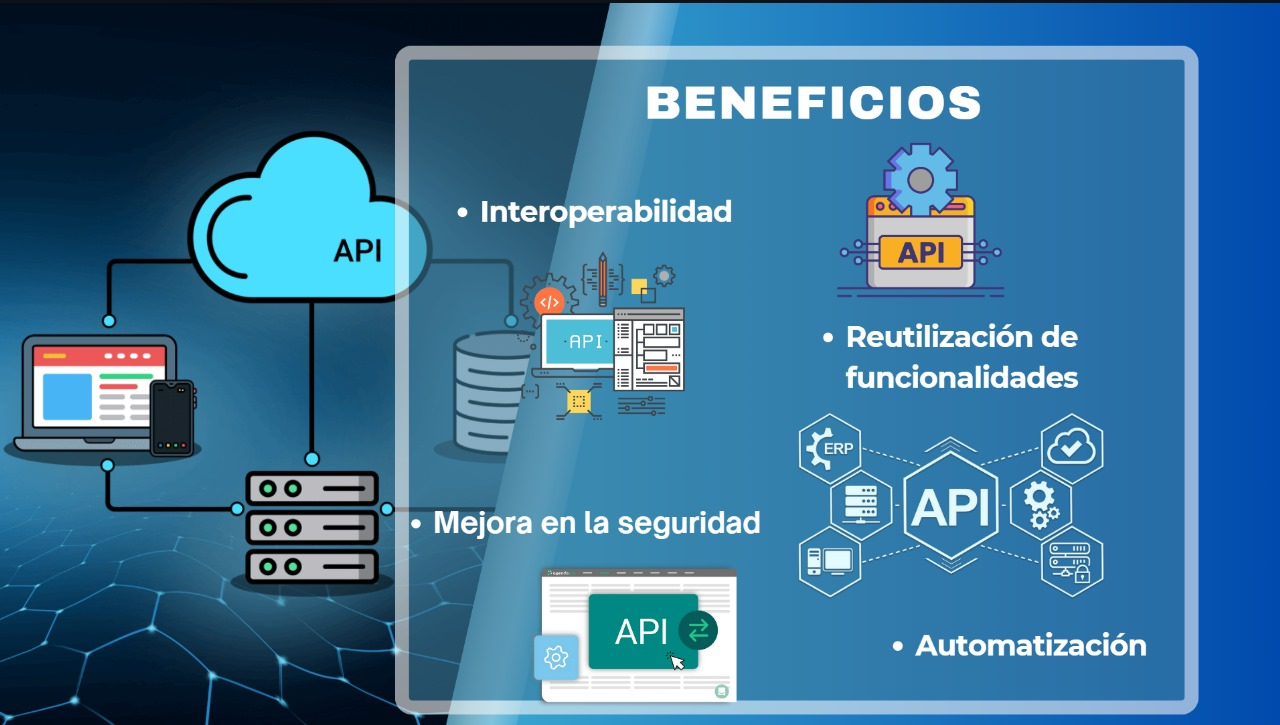 BENEFICIOS
API
• Interoperabilidad
</>
API
API
• Reutilización de
funcionalidades
ERP
API
• Mejora en la seguridad
API
• Automatización